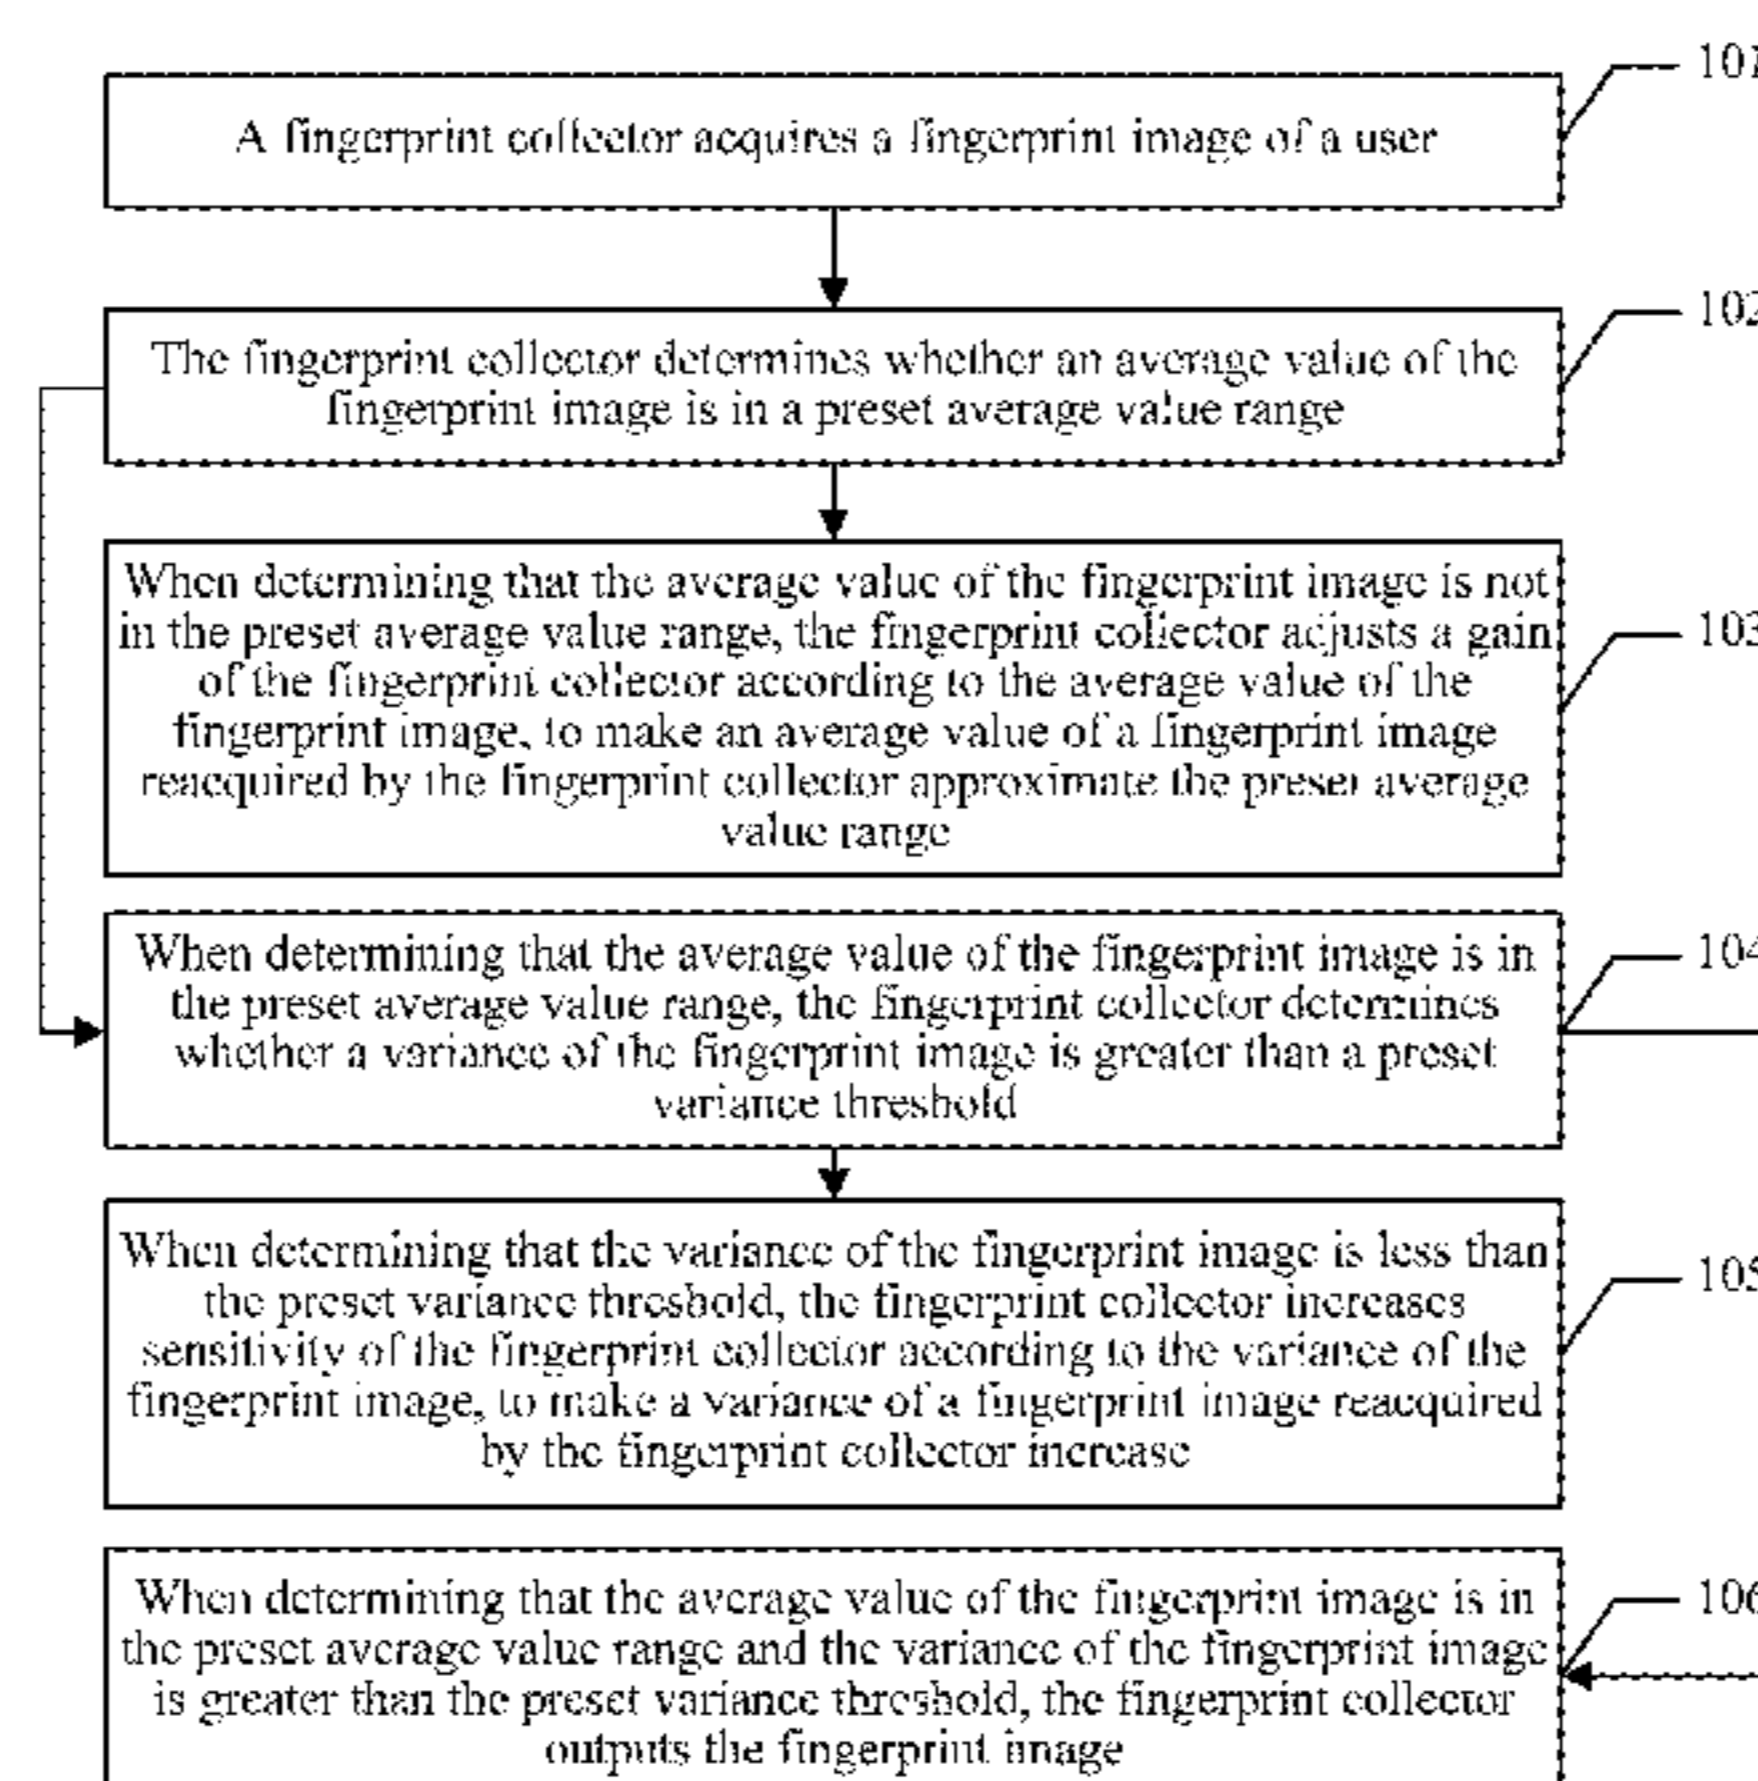 101
A fingerprint collector acquires a fingerprint image of a user
102
The fingerprint collector determines whether an average value of the
fingerprint image is in a preset average value range
When determining that the average value of the fingerprint image is not
in the preset average value range, the fingerprint collector adjusts a gain
of the fingerprint collector according to the average value of the
fingerprint image, to make an average value of a fingerprint image
reacquired by the fingerprint collector approximate the preset average
value range
103
When determining that the average value of the fingerprint image is in
the preset average value range, the fingerprint collector determines
whether a variance of the fingerprint image is greater than a preset
variance threshold
104
When determining that the variance of the fingerprint image is less than
the preset variance threshold, the fingerprint collector increases
sensitivity of the fingerprint collector according to the variance of the
fingerprint image, to make a variance of a fingerprint image reacquired
by the fingerprint collector increase
105
When determining that the average value of the fingerprint image is in
the preset average value range and the variance of the fingerprint image
is greater than the preset variance threshold, the fingerprint collector
outputs the fingerprint image
106